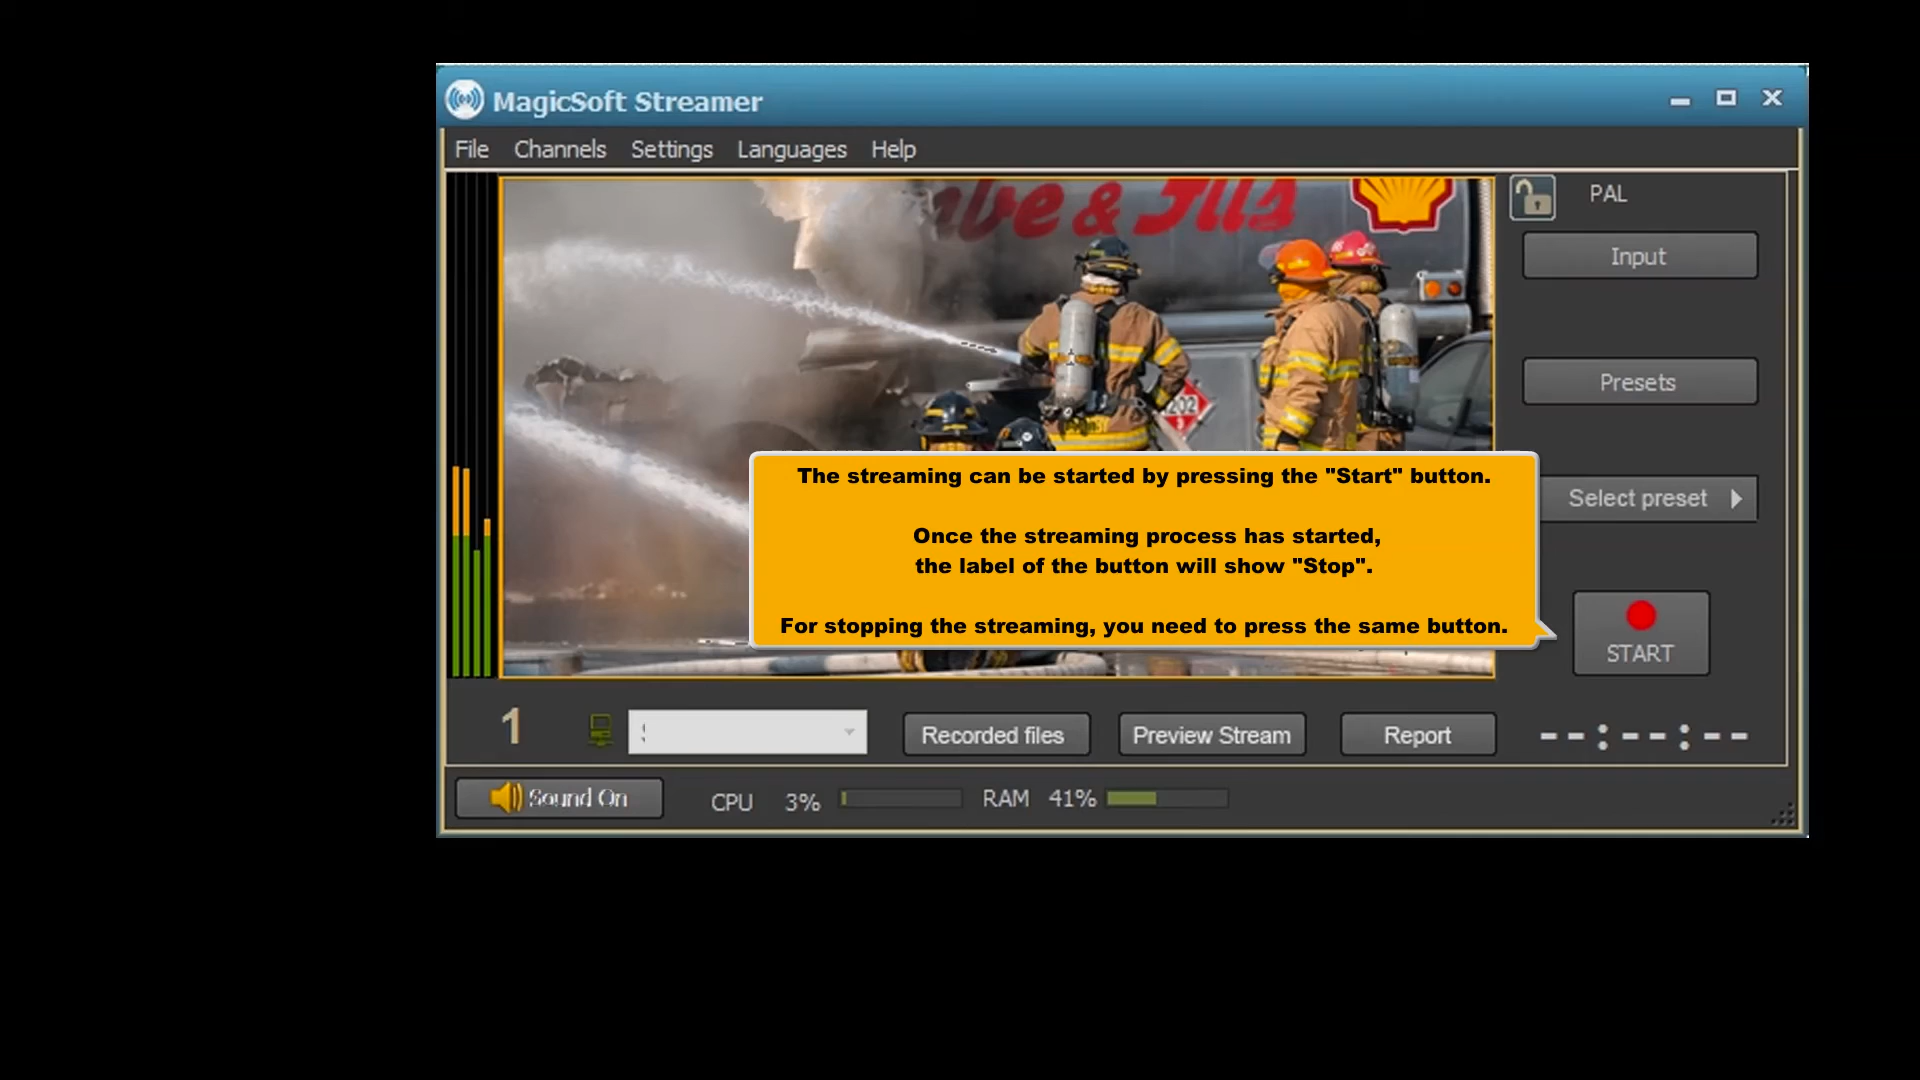 MagicSoft Streamer
File Channels Settings Languages Help
& Jils
PAL
Input
Presets
Select preset
1202
3
The streaming can be started by pressing the "Start" button.
Once the streaming process has started,
the label of the button will show "Stop".
For stopping the streaming, you need to press the same button.
START
1
Recorded files
Preview Stream
Report
--:--:--
Sound On
CPU 3%
RAM 41%